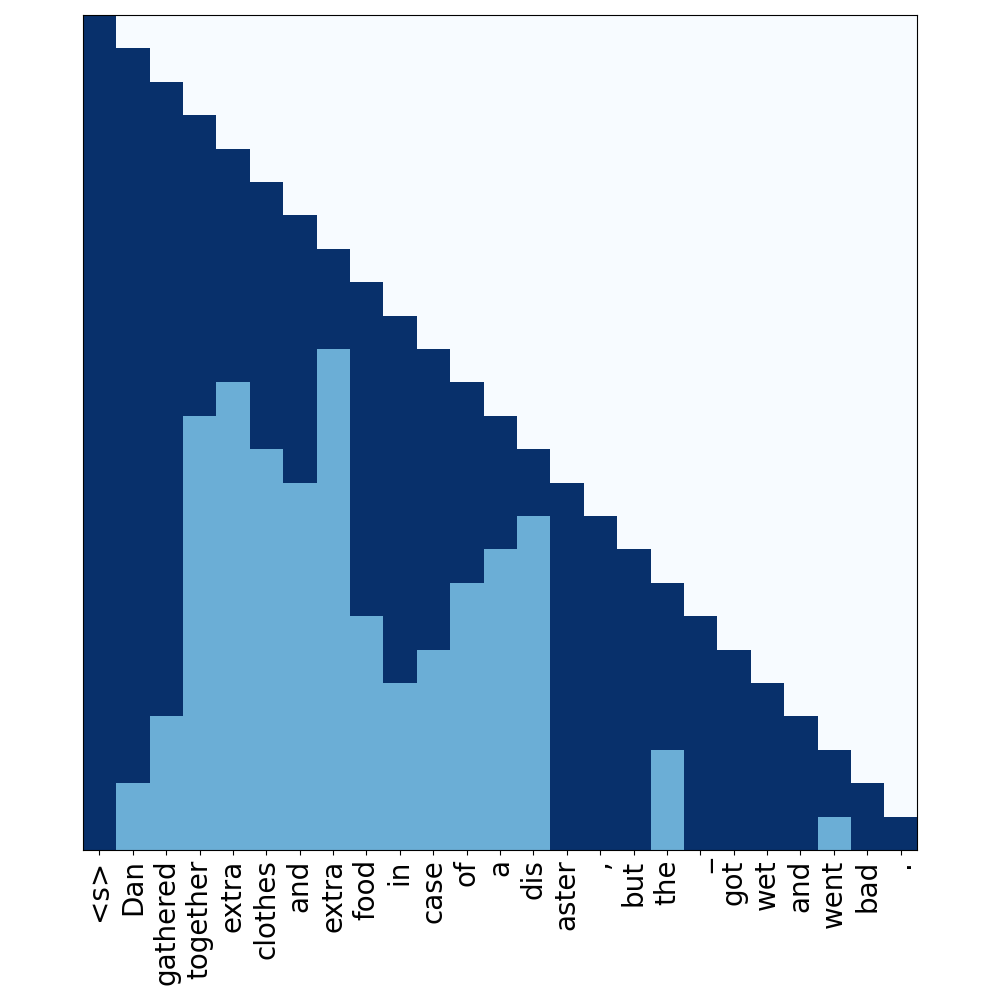 <s> Dan gathered together extra clothes and extra food in case of a dis aster , but the _ got wet and went bad .